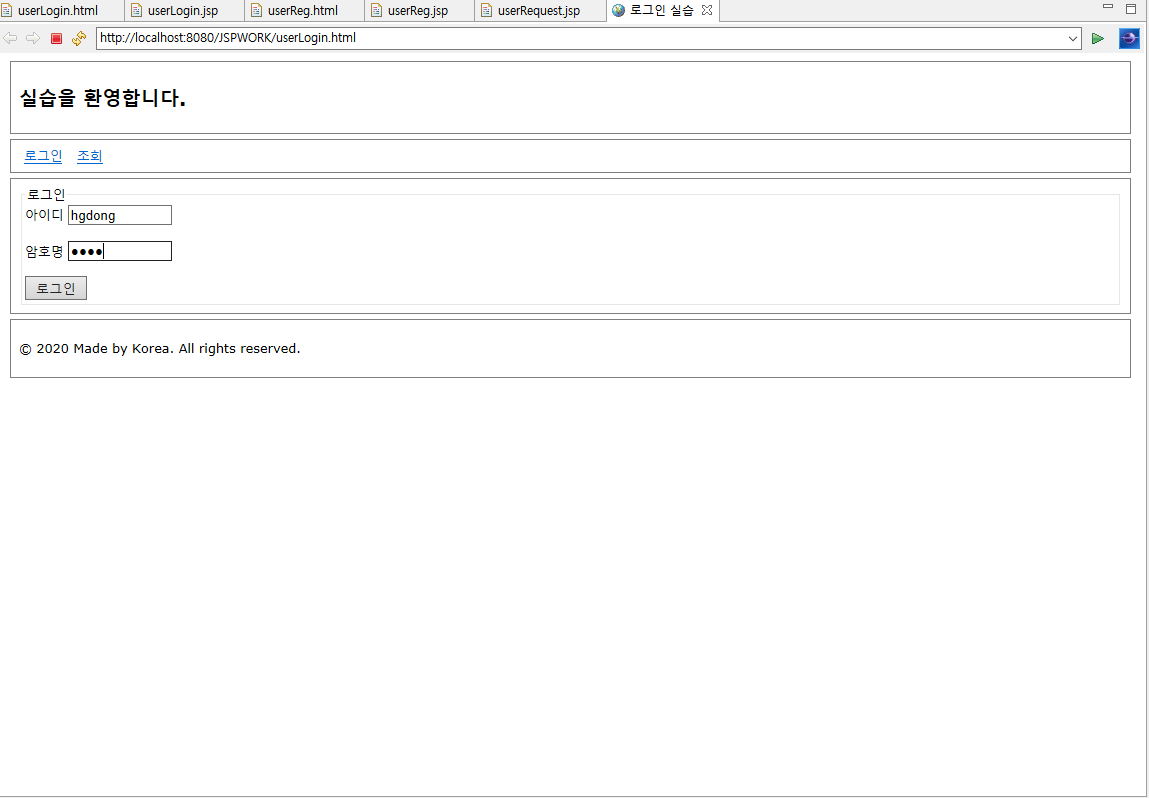 userLogin.html userLogin.jsp userReg.html userReg.jsp userRequest.jsp 로그인 실습
http://localhost:8080/JSPWORK/userLogin.html
실습을 환영합니다.
로그인 조회
로그인
아이디 hgdong
암호명 ●●●●
로그인
© 2020 Made by Korea. All rights reserved.